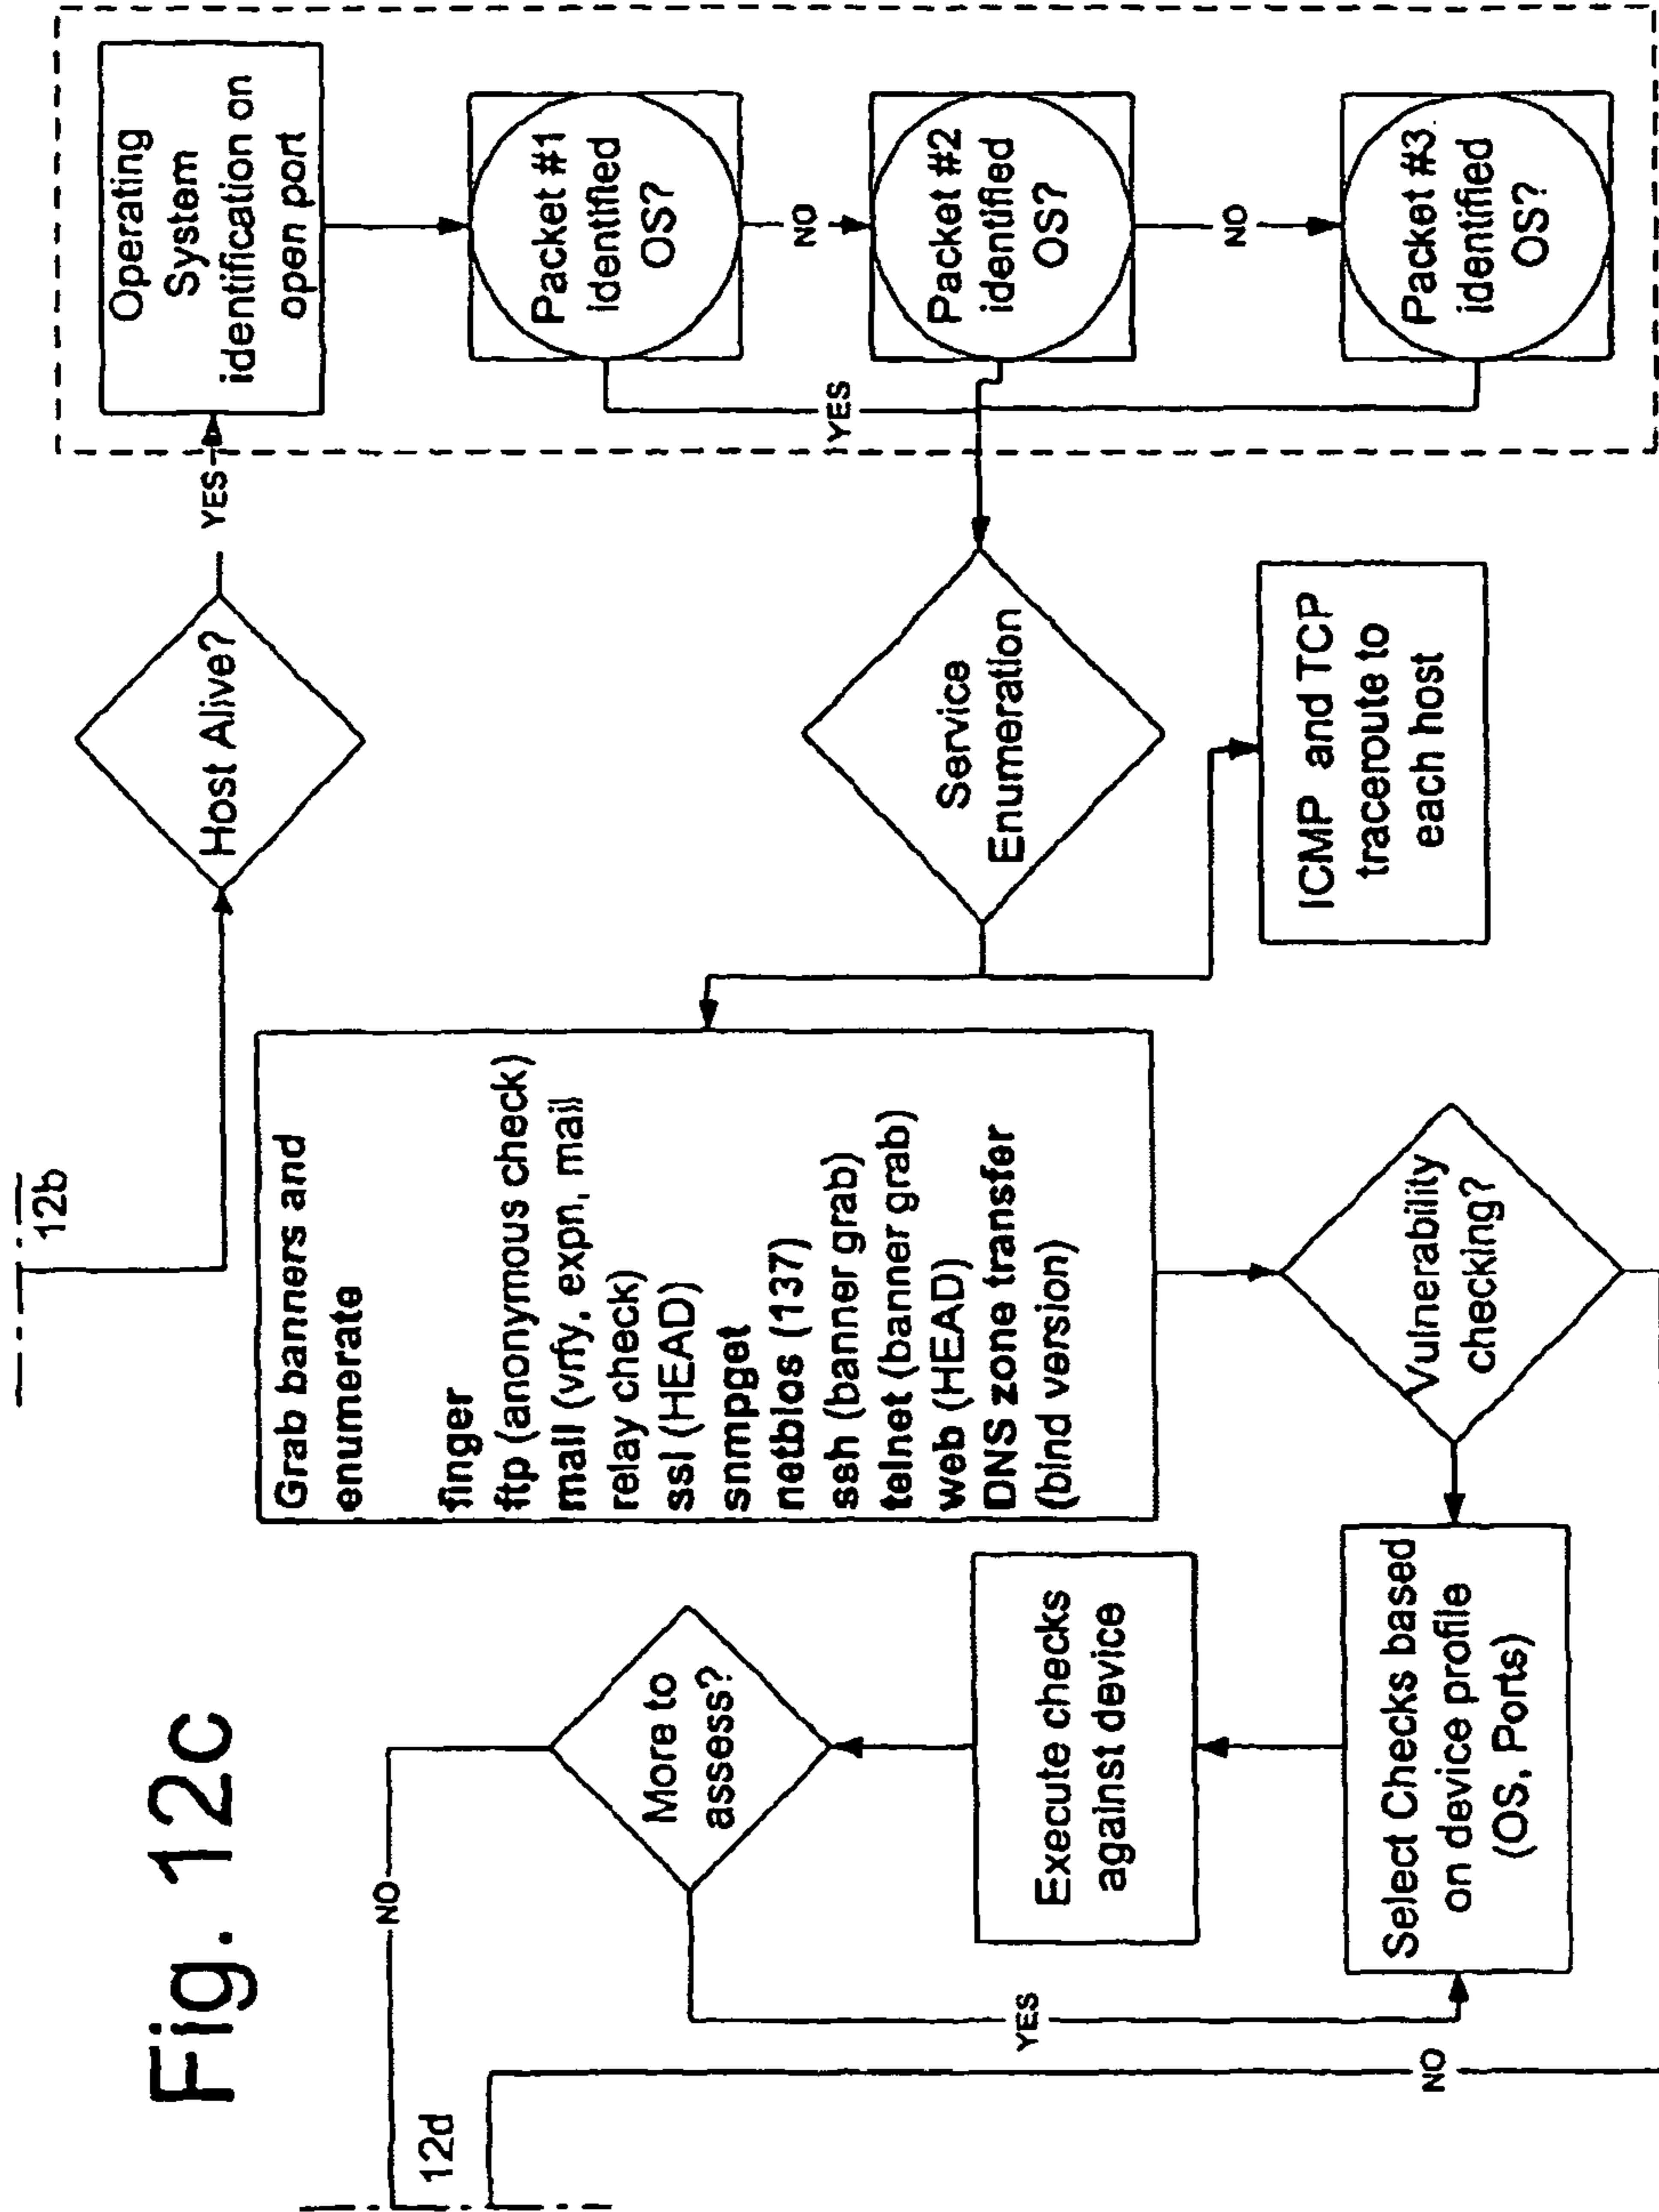 Fig. 12c
12b
Host Alive?
YES
Operating
System
identification on
open port
Packet #1
identified
OS?
NO
Packet #2
identified
OS?
NO
Packet #3
identified
OS?
YES
Service
Enumeration
ICMP and TCP
traceroute to
each host
Grab banners and
enumerate
finger
ftp (anonymous check)
mail (vrfy, expn, mail
relay check)
ssl (HEAD)
snmpget
netbios (137)
ssh (banner grab)
telnet (banner grab)
web (HEAD)
DNS zone transfer
(bind version)
Vulnerability
checking?
Select Checks based
on device profile
(OS, Ports)
Execute checks
against device
More to
assess?
YES
NO
NO
12d